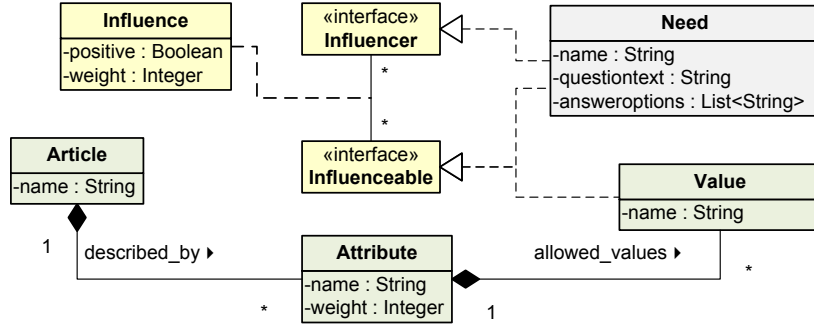 Influence
-positive : Boolean
-weight : Integer
«interface»
Influencer
Need
-name : String
-questiontext : String
-answeroptions : List<String>
*
*
«interface»
Influenceable
Article
-name : String
Value
-name : String
1
described_by
Attribute
-name : String
-weight : Integer
allowed_values
*
1
*